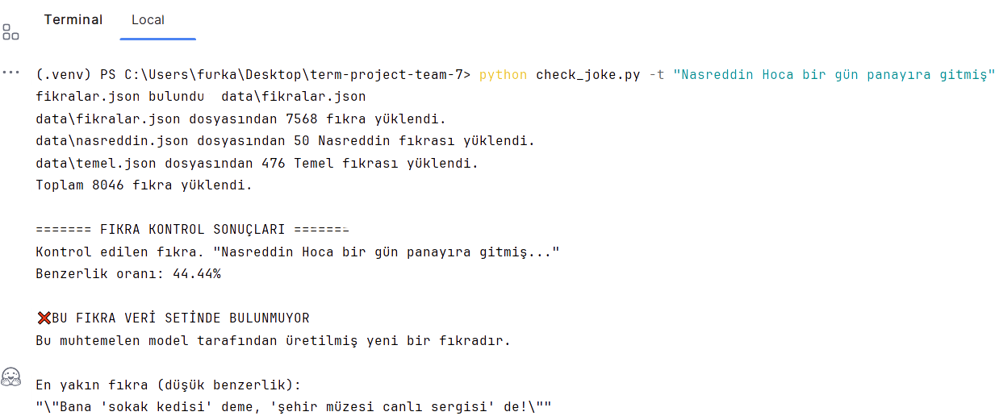 Terminal Local
(.venv) PS C:\Users\furka\Desktop\term-project-team-7> python check_joke.py -t "Nasreddin Hoca bir gün panayıra gitmiş"
fikralar.json bulundu  data\fikralar.json
data\fikralar.json dosyasından 7568 fıkra yüklendi.
data\nasreddin.json dosyasından 50 Nasreddin fıkrası yüklendi.
data\temel.json dosyasından 476 Temel fıkrası yüklendi.
Toplam 8046 fıkra yüklendi.
======= FIKRA KONTROL SONUÇLARI =======
Kontrol edilen fıkra. "Nasreddin Hoca bir gün panayıra gitmiş..."
Benzerlik oranı: 44.44%
❌BU FIKRA VERİ SETİNDE BULUNMUYOR
Bu muhtemelen model tarafından üretilmiş yeni bir fıkradır.
En yakın fıkra (düşük benzerlik):
"\"Bana 'sokak kedisi' deme, 'şehir müzesi canlı sergisi' de!\""